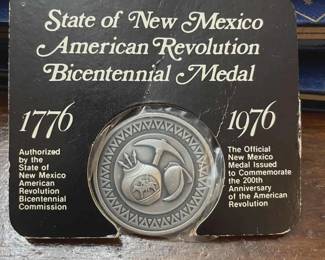 State of New Mexico
American Revolution
Bicentennial Medal
1776
1976
Authorized
by the
State of
New Mexico
American
Revolution
Bicentennial
Commission
The Official
New Mexico
Medal Issued
to Commemorate
the 200th
Anniversary
of the American
Revolution